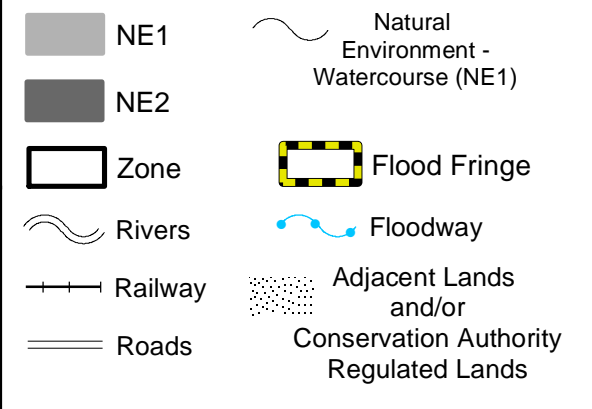 NE1
NE2
Zone
Rivers
Railway
Roads
Natural
Environment -
Watercourse (NE1)
Flood Fringe
Floodway
Adjacent Lands
and/or
Conservation Authority
Regulated Lands